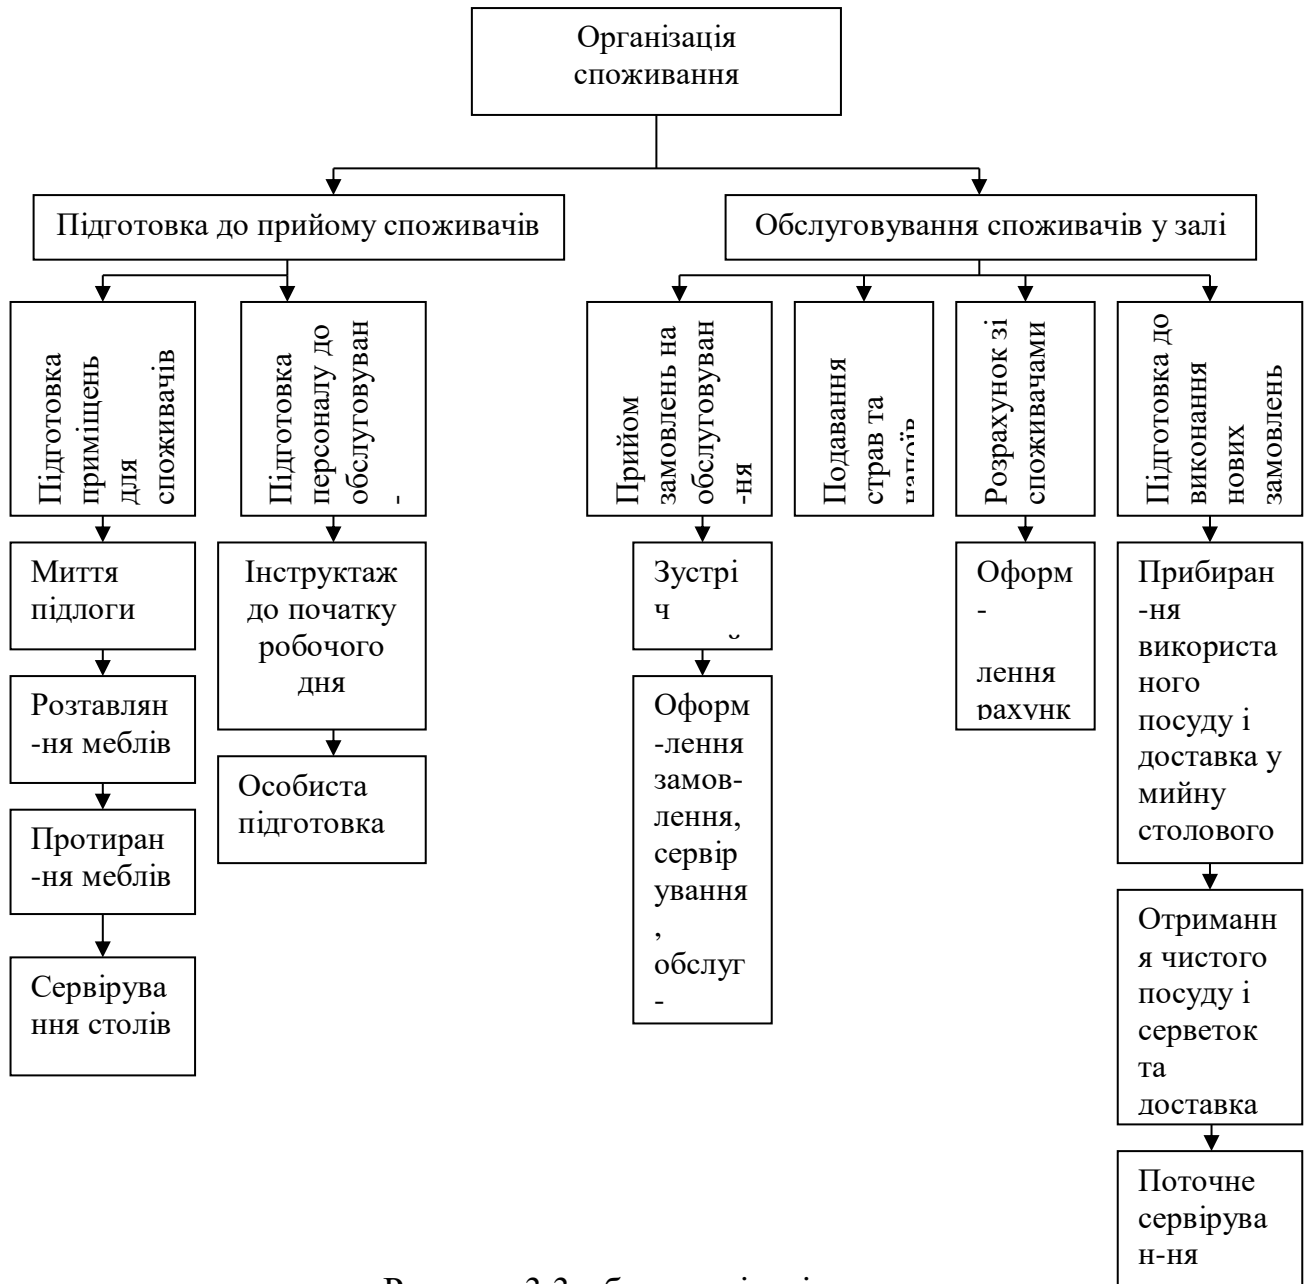 Організація
споживання
Підготовка до прийому споживачів
Обслуговування споживачів у залі
Підготовка
приміщень
для
споживачів
Підготовка
персоналу до
обслуговуван
-
Прийом
замовлень на
обслуговуван
-ня
Подавання
страв та
напоїв
Розрахунок зі
споживачами
Підготовка до
виконання
нових
замовлень
Миття
підлоги
Розтавлян
-ня меблів
Протиран
-ня меблів
Сервірува
ння столів
Інструктаж
до початку
робочого
дня
Особиста
підготовка
Зустрі
ч
Оформ
-лення
замов-
лення,
сервір
ування
,
обслуг
-
Оформ
-
лення
рахунк
Прибиран
-ня
використа
ного
посуду і
доставка у
мийну
столового
Отриманн
я чистого
посуду і
серветок
та
доставка
Поточне
сервірува
н-ня